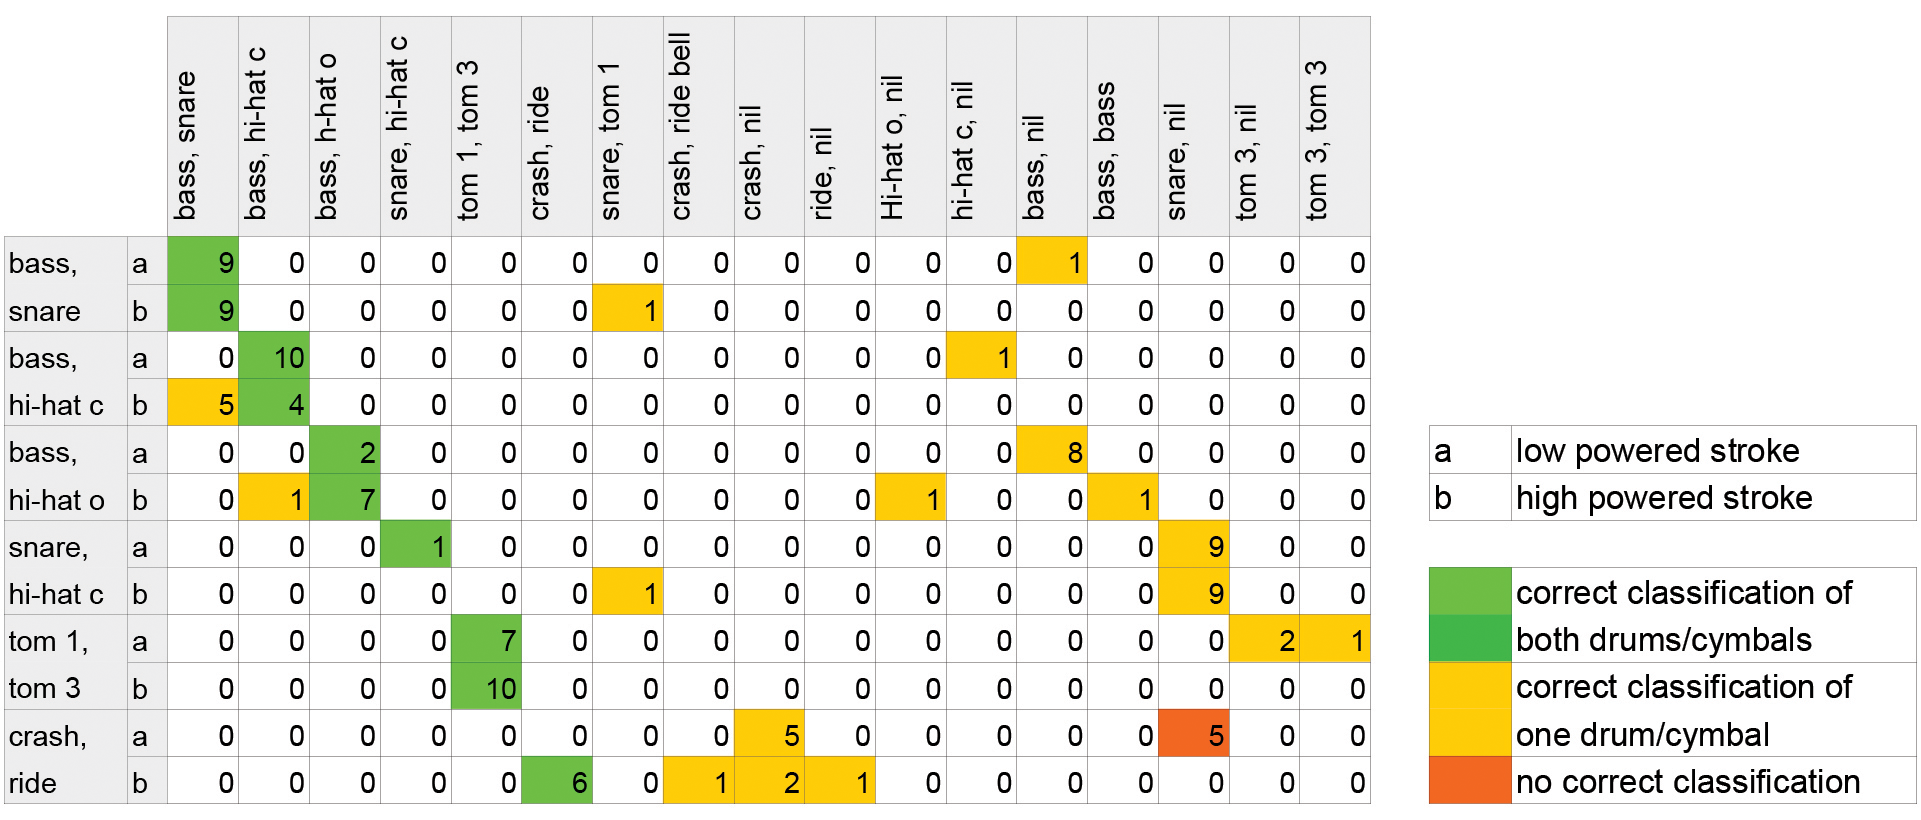 bass, snare
bass, hi-hat c
bass, h-hat o
snare, hi-hat c
tom 1, tom 3
crash, ride
snare, tom 1
crash, ride bell
crash, nil
ride, nil
Hi-hat o, nil
hi-hat c, nil
bass, nil
bass, bass
snare, nil
tom 3, nil
tom 3, tom 3
bass, a 9 0 0 0 0 0 0 0 0 0 0 0 1 0 0 0 0
snare b 9 0 0 0 0 0 1 0 0 0 0 0 0 0 0 0 0
bass, a 0 10 0 0 0 0 0 0 0 0 0 1 0 0 0 0 0
hi-hat c b 5 4 0 0 0 0 0 0 0 0 0 0 0 0 0 0 0
bass, a 0 0 2 0 0 0 0 0 0 0 0 0 8 0 0 0 0
hi-hat o b 0 1 7 0 0 0 0 0 0 0 1 0 0 1 0 0 0
snare, a 0 0 0 1 0 0 0 0 0 0 0 0 0 0 9 0 0
hi-hat c b 0 0 0 0 0 0 1 0 0 0 0 0 0 0 9 0 0
tom 1, a 0 0 0 0 7 0 0 0 0 0 0 0 0 0 0 2 1
tom 3 b 0 0 0 0 10 0 0 0 0 0 0 0 0 0 0 0 0
crash, a 0 0 0 0 0 0 0 0 5 0 0 0 0 0 5 0 0
ride b 0 0 0 0 0 6 0 1 2 1 0 0 0 0 0 0 0
a low powered stroke
b high powered stroke
correct classification of
both drums/cymbals
correct classification of
one drum/cymbal
no correct classification